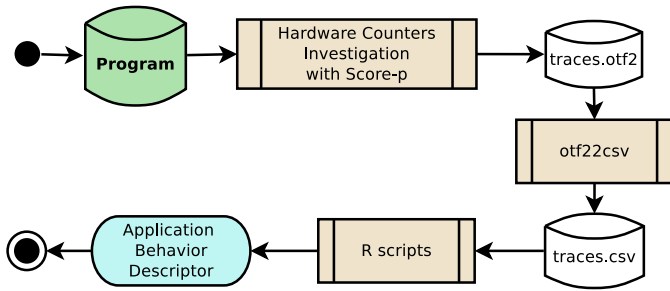 Program
Hardware Counters
Investigation
with Score-p
traces.otf2
otf22csv
traces.csv
R scripts
Application
Behavior
Descriptor